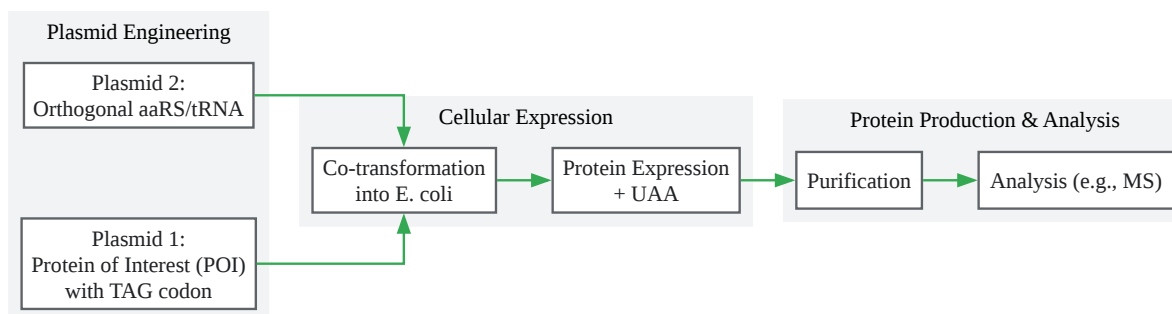 Plasmid Engineering
Plasmid 2:
Orthogonal aaRS/tRNA
Plasmid 1:
Protein of Interest (POI)
with TAG codon
Cellular Expression
Co-transformation
into E. coli
Protein Expression
+ UAA
Protein Production & Analysis
Purification
Analysis (e.g., MS)